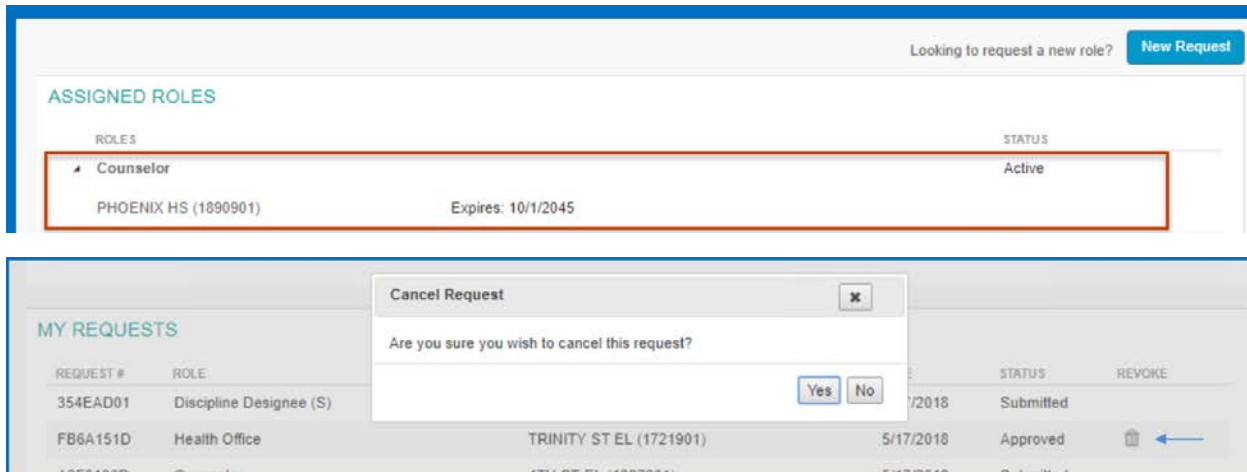 Looking to request a new role? New Request
ASSIGNED ROLES
ROLES STATUS
Counselor Active
PHOENIX HS (1890901) Expires: 10/1/2045
Cancel Request
MY REQUESTS
Are you sure you wish to cancel this request?
REQUEST # ROLE STATUS REVOKE
Yes No
354EAD01 Discipline Designee (S) /2018 Submitted
FB6A151D Health Office TRINITY ST EL (1721901) 5/17/2018 Approved